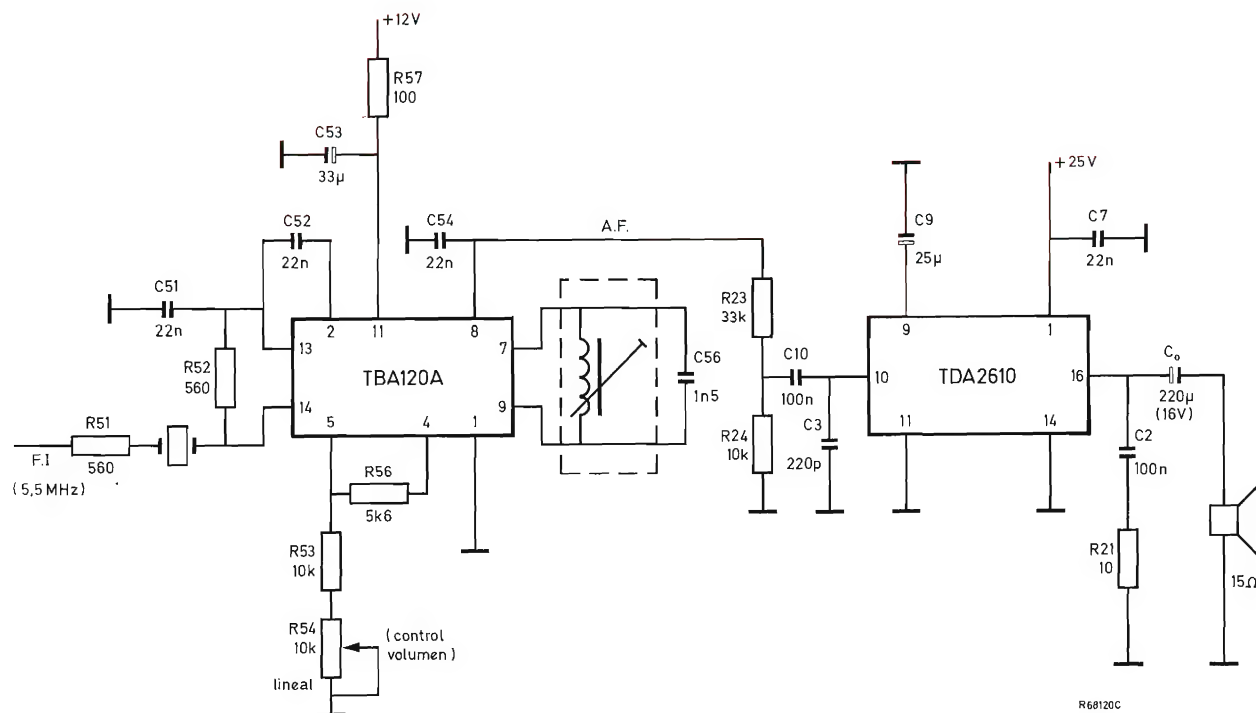 +12V
R57
100
C53
33µ
+25V
C52
22n
C54
22n
A.F.
C9
25µ
C7
22n
C51
22n
R23
33k
2
11
8
9
1
13
7
R52
560
TBA120A
C56
1n5
C10
100n
10
TDA2610
16
Co
220µ
(16V)
14
9
R51
560
F.I
(5,5MHz)
5
4
1
R24
10k
C3
220p
11
14
C2
100n
R56
5k6
R53
10k
R21
10
15Ω
R54
10k
(control
volumen)
lineal
R68120C